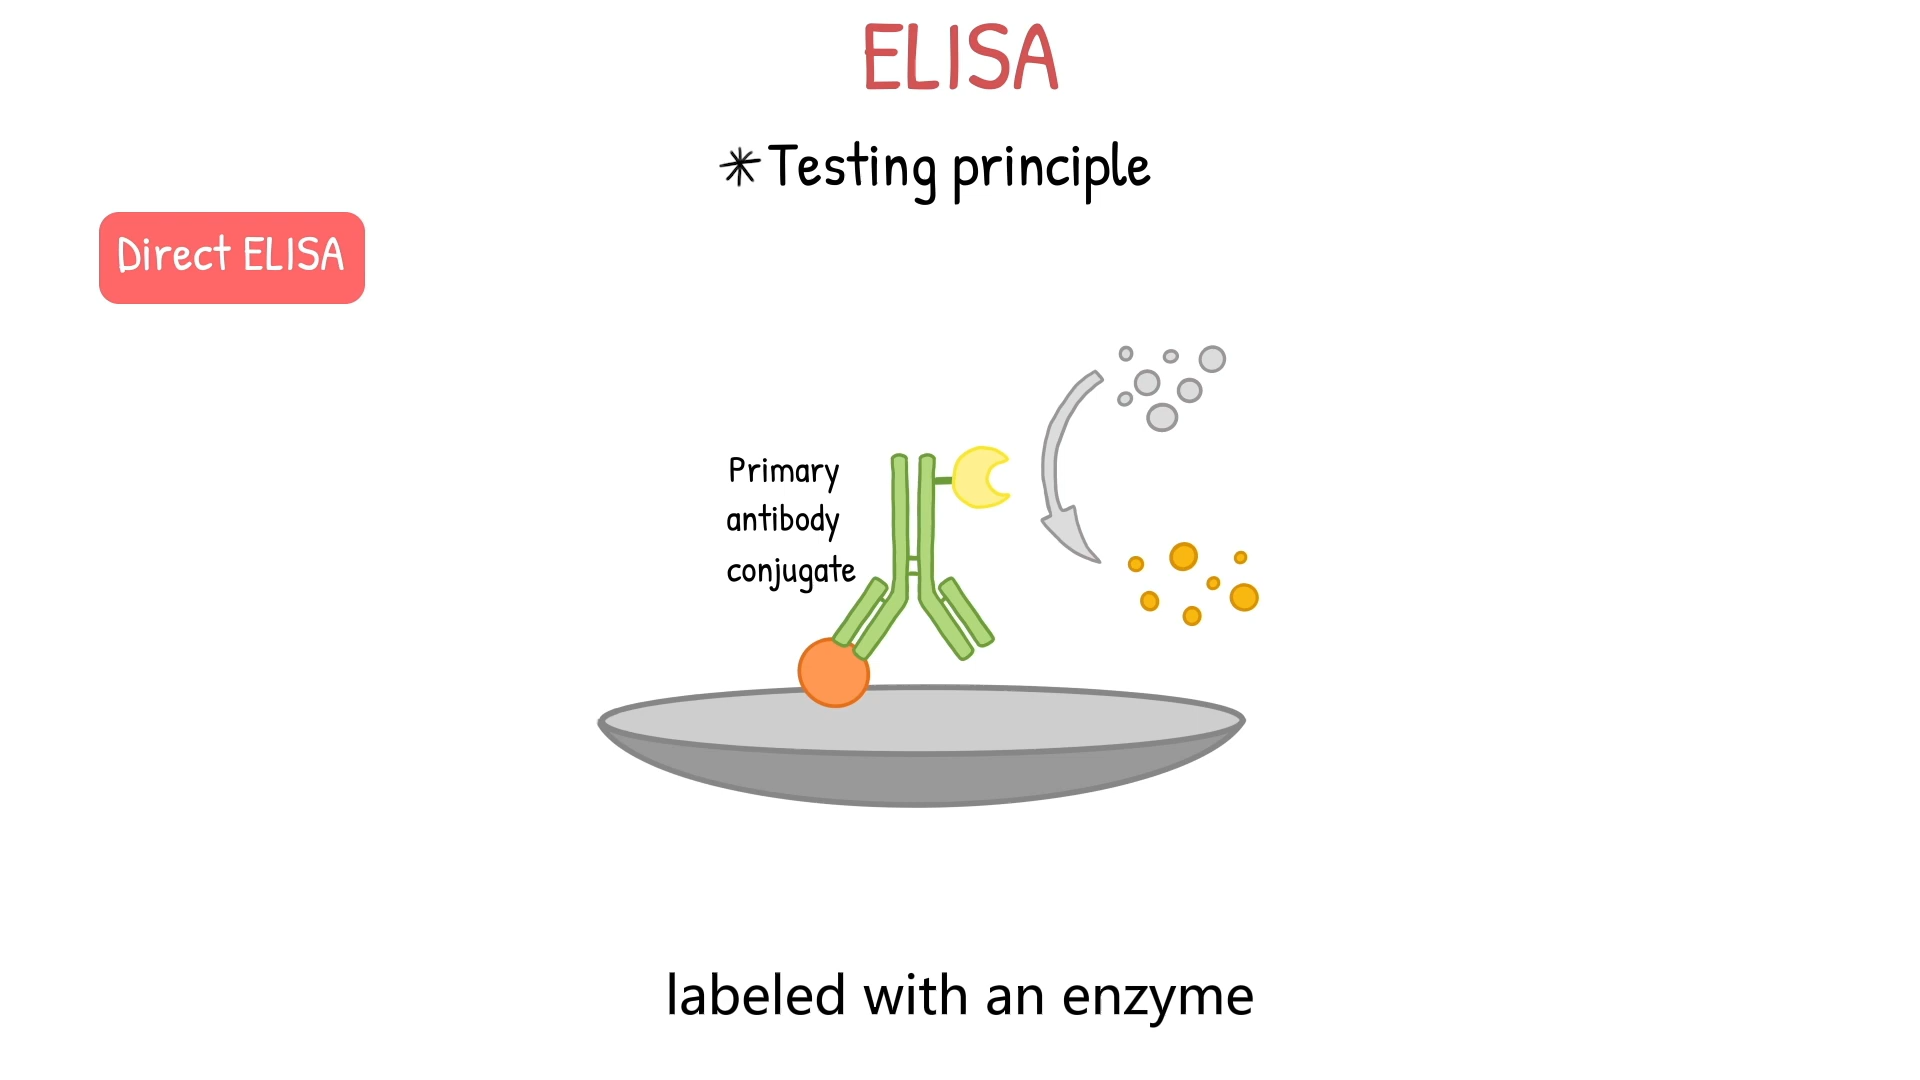 ELISA
*Testing principle
Direct ELISA
Primary
antibody
conjugate
labeled with an enzyme